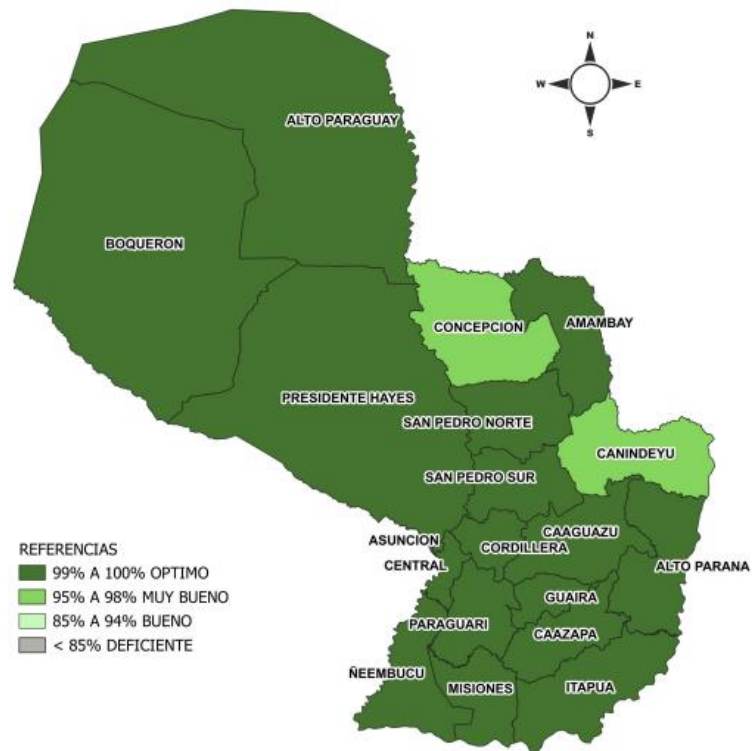 N
W E
S
ALTO PARAGUAY
BOQUERON
CONCEPCION
AMAMBAY
PRESIDENTE HAYES
SAN PEDRO NORTE
CANINDEYU
SAN PEDRO SUR
ASUNCION
CAAGUAZU
CORDILLERA
CENTRAL
ALTO PARANA
GUAIRA
PARAGUARI
CAAZAPA
ÑEEMBUCU
MISIONES
ITAPUA
REFERENCIAS
99% A 100% OPTIMO
95% A 98% MUY BUENO
85% A 94% BUENO
< 85% DEFICIENTE